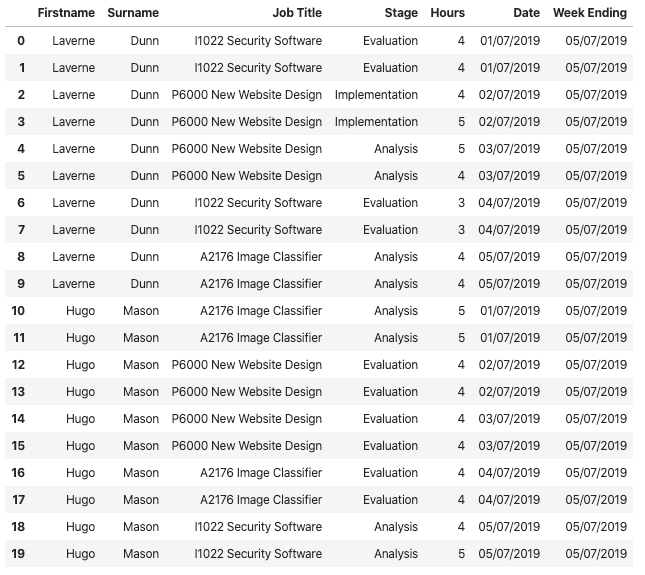 Firstname Surname Job Title Stage Hours Date Week Ending
0 Laverne Dunn I1022 Security Software Evaluation 4 01/07/2019 05/07/2019
1 Laverne Dunn I1022 Security Software Evaluation 4 01/07/2019 05/07/2019
2 Laverne Dunn P6000 New Website Design Implementation 4 02/07/2019 05/07/2019
3 Laverne Dunn P6000 New Website Design Implementation 5 02/07/2019 05/07/2019
4 Laverne Dunn P6000 New Website Design Analysis 5 03/07/2019 05/07/2019
5 Laverne Dunn P6000 New Website Design Analysis 4 03/07/2019 05/07/2019
6 Laverne Dunn I1022 Security Software Evaluation 3 04/07/2019 05/07/2019
7 Laverne Dunn I1022 Security Software Evaluation 3 04/07/2019 05/07/2019
8 Laverne Dunn A2176 Image Classifier Analysis 4 05/07/2019 05/07/2019
9 Laverne Dunn A2176 Image Classifier Analysis 4 05/07/2019 05/07/2019
10 Hugo Mason A2176 Image Classifier Analysis 5 01/07/2019 05/07/2019
11 Hugo Mason A2176 Image Classifier Analysis 5 01/07/2019 05/07/2019
12 Hugo Mason P6000 New Website Design Evaluation 4 02/07/2019 05/07/2019
13 Hugo Mason P6000 New Website Design Evaluation 4 02/07/2019 05/07/2019
14 Hugo Mason P6000 New Website Design Evaluation 4 03/07/2019 05/07/2019
15 Hugo Mason P6000 New Website Design Evaluation 4 03/07/2019 05/07/2019
16 Hugo Mason A2176 Image Classifier Evaluation 4 04/07/2019 05/07/2019
17 Hugo Mason A2176 Image Classifier Evaluation 4 04/07/2019 05/07/2019
18 Hugo Mason I1022 Security Software Analysis 4 05/07/2019 05/07/2019
19 Hugo Mason I1022 Security Software Analysis 5 05/07/2019 05/07/2019